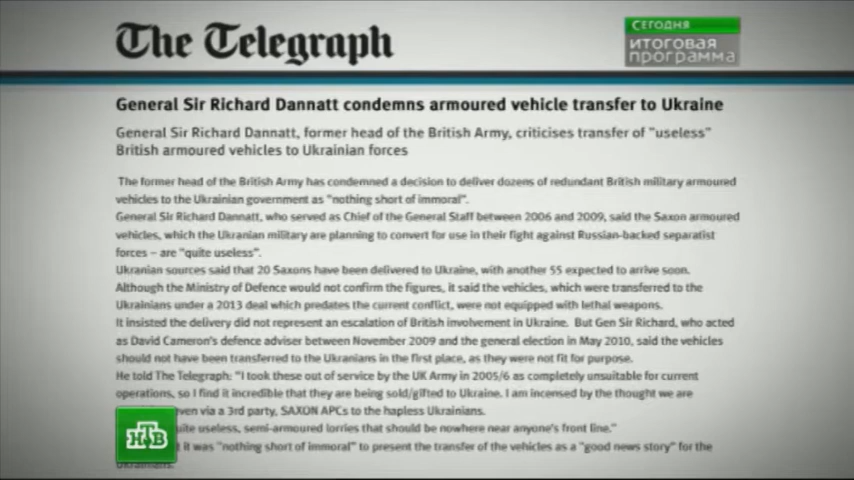 The Telegraph
СЕГОДНЯ
ИТОГОВАЯ
программа
General Sir Richard Dannatt condemns armoured vehicle transfer to Ukraine
General Sir Richard Dannatt, former head of the British Army, criticises transfer of "useless"
British armoured vehicles to Ukrainian forces
The former head of the British Army has condemned a decision to deliver dozens of redundant British military armoured
vehicles to the Ukrainian government as "nothing short of immoral".
General Sir Richard Dannatt, who served as Chief of the General Staff between 2006 and 2009, said the Saxon armoured
vehicles, which the Ukranian military are planning to convert for use in their fight against Russian-backed separatist
forces – are "quite useless".
Ukranian sources said that 20 Saxons have been delivered to Ukraine, with another 55 expected to arrive soon.
Although the Ministry of Defence would not confirm the figures, it said the vehicles, which were transferred to the
Ukrainians under a 2013 deal which predates the current conflict, were not equipped with lethal weapons.
It insisted the delivery did not represent an escalation of British involvement in Ukraine. But Gen Sir Richard, who acted
as David Cameron's defence adviser between November 2009 and the general election in May 2010, said the vehicles
should not have been transferred to the Ukranians in the first place, as they were not fit for purpose.
He told The Telegraph: "I took these out of service by the UK Army in 2005/6 as completely unsuitable for current
operations, so I find it incredible that they are being sold/gifted to Ukraine. I am incensed by the thought we are
ven via a 3rd party, SAXON APCs to the hapless Ukrainians.
uite useless, semi-armoured lorries that should be nowhere near anyone's front line."
t it was "nothing short of immoral" to present the transfer of the vehicles as a "good news story" for the
Ukrainians.
НТВ